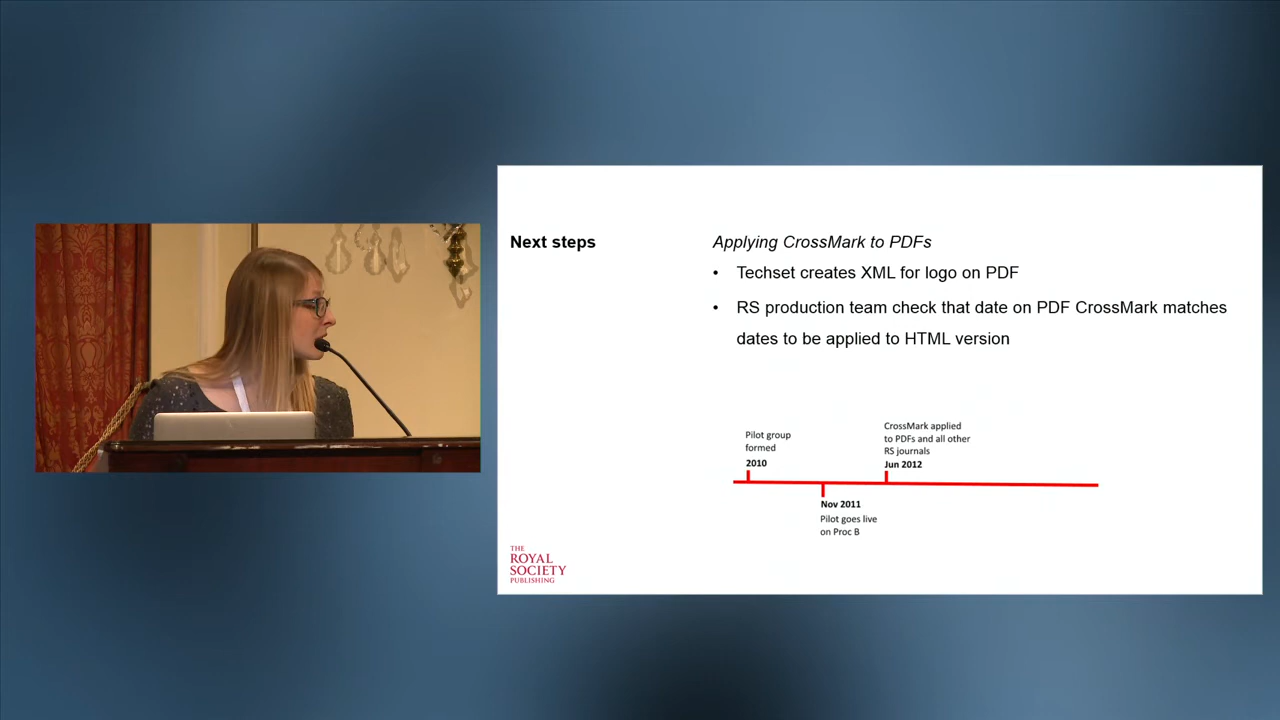 Next steps
Applying CrossMark to PDFs
• Techset creates XML for logo on PDF
• RS production team check that date on PDF CrossMark matches
dates to be applied to HTML version
Pilot group
formed
2010
CrossMark applied
to PDFs and all other
RS journals
Jun 2012
Nov 2011
Pilot goes live
on Proc B
THE
ROYAL
SOCIETY
PUBLISHING